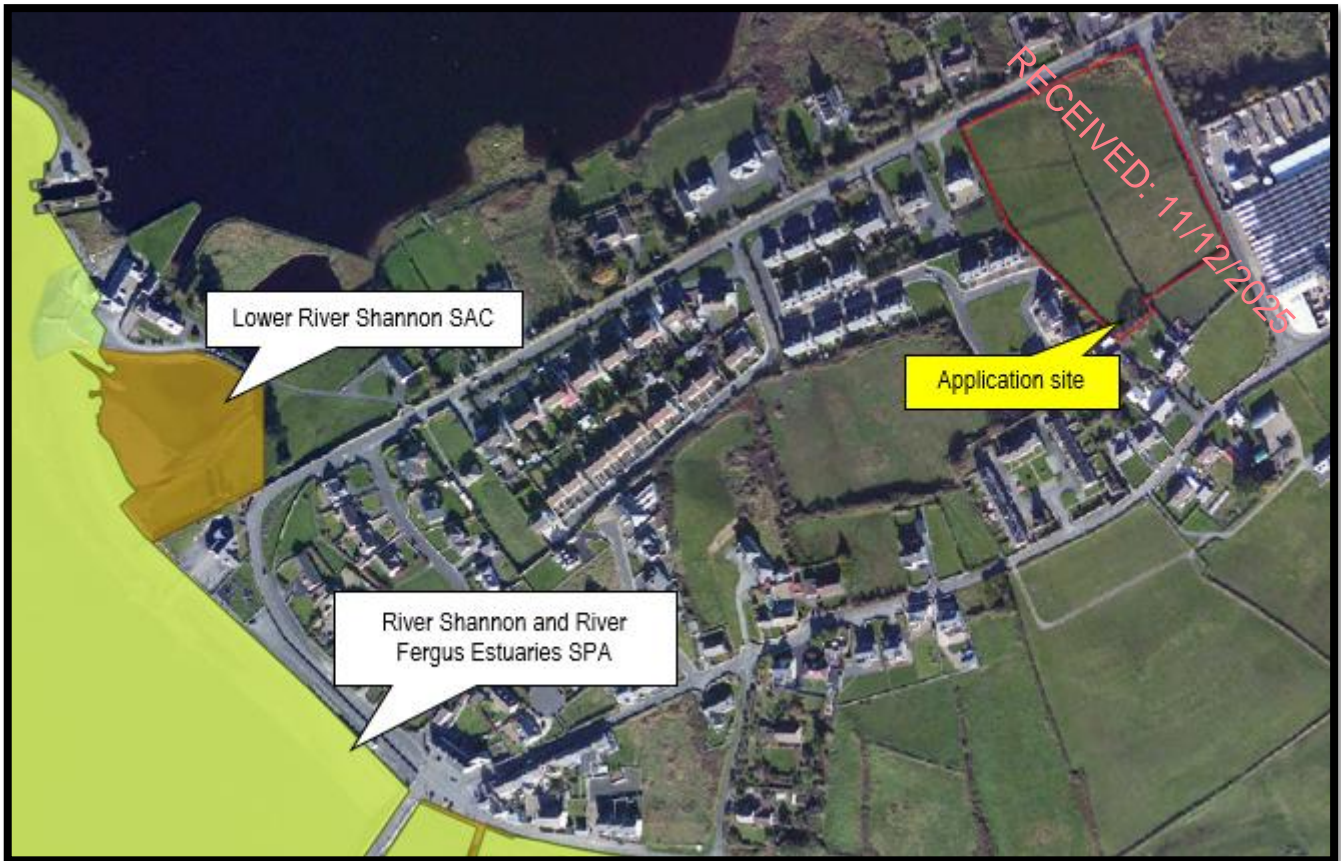 RECEIVED: 11/12/2025
Lower River Shannon SAC
Application site
River Shannon and River
Fergus Estuaries SPA